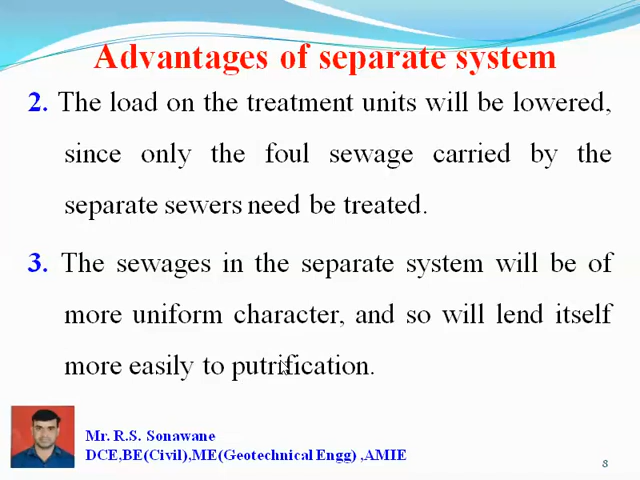 Advantages of separate system
2. The load on the treatment units will be lowered,
since only the foul sewage carried by the
separate sewers need be treated.
3. The sewages in the separate system will be of
more uniform character, and so will lend itself
more easily to putrification.
Mr. R.S. Sonawane
DCE,BE(Civil),ME(Geotechnical Engg) ,AMIE
8